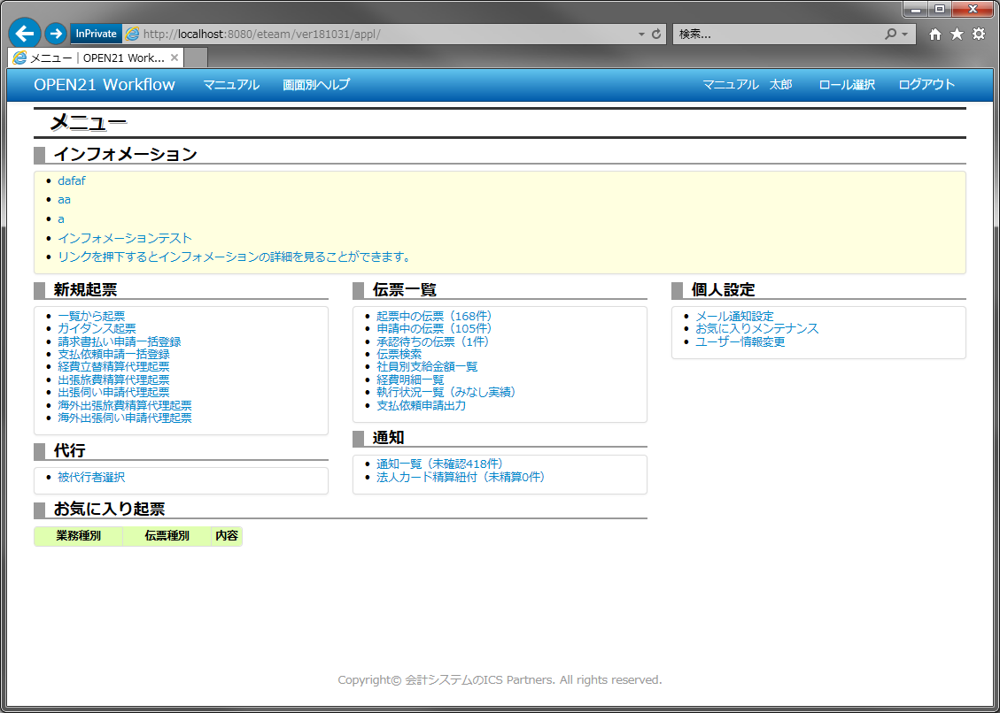 InPrivate
http://localhost:8080/eteam/ver181031/appl/
検索...
メニュー | OPEN21 Work...
OPEN21 Workflow マニュアル 画面別ヘルプ マニュアル 太郎 ロール選択 ログアウト
メニュー
インフォメーション
dafaf
aa
a
インフォメーションテスト
リンクを押下するとインフォメーションの詳細を見ることができます。
新規起票
一覧から起票
ガイダンス起票
請求書払い申請一括登録
支払依頼申請一括登録
経費立替精算代理起票
出張旅費精算代理起票
出張伺い申請代理起票
海外出張旅費精算代理起票
海外出張伺い申請代理起票
代行
被代行者選択
伝票一覧
起票中の伝票（168件）
申請中の伝票（105件）
承認待ちの伝票（1件）
伝票検索
社員別支給金額一覧
経費明細一覧
執行状況一覧（みなし実績）
支払依頼申請出力
通知
通知一覧（未確認418件）
法人カード精算紐付（未精算0件）
個人設定
メール通知設定
お気に入りメンテナンス
ユーザー情報変更
お気に入り起票
業務種別 伝票種別 内容
Copyright© 会計システムのICS Partners. All rights reserved.